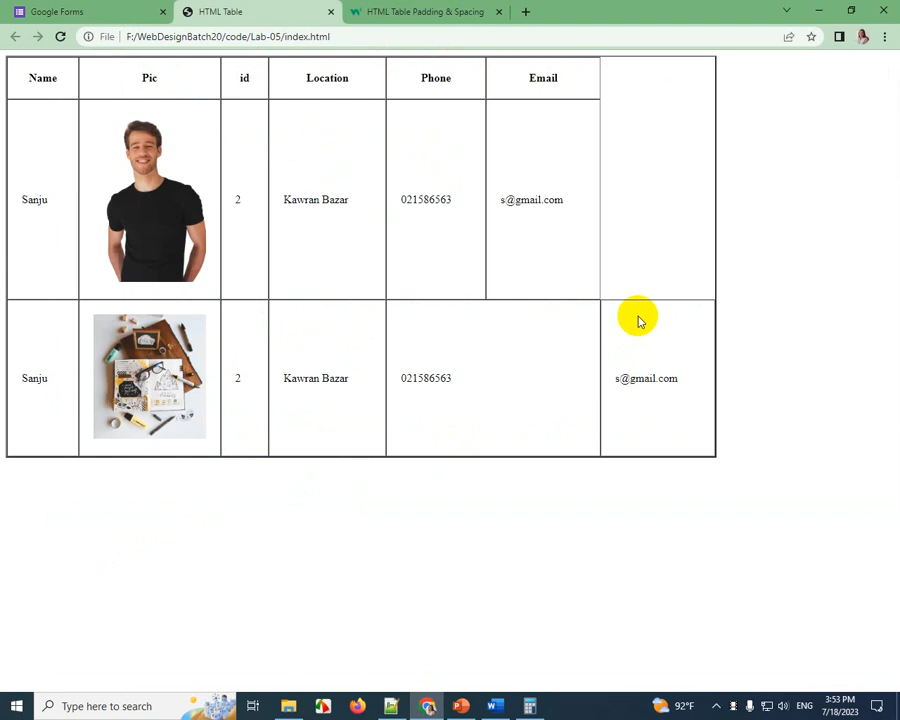 Google Forms
HTML Table
HTML Table Padding & Spacing
File F:/WebDesignBatch20/code/Lab-05/index.html
Name Pic id Location Phone Email
Sanju 2 Kawran Bazar 021586563 s@gmail.com
Sanju 2 Kawran Bazar 021586563 s@gmail.com
Type here to search
92°F
ENG
3:53 PM
7/18/2023